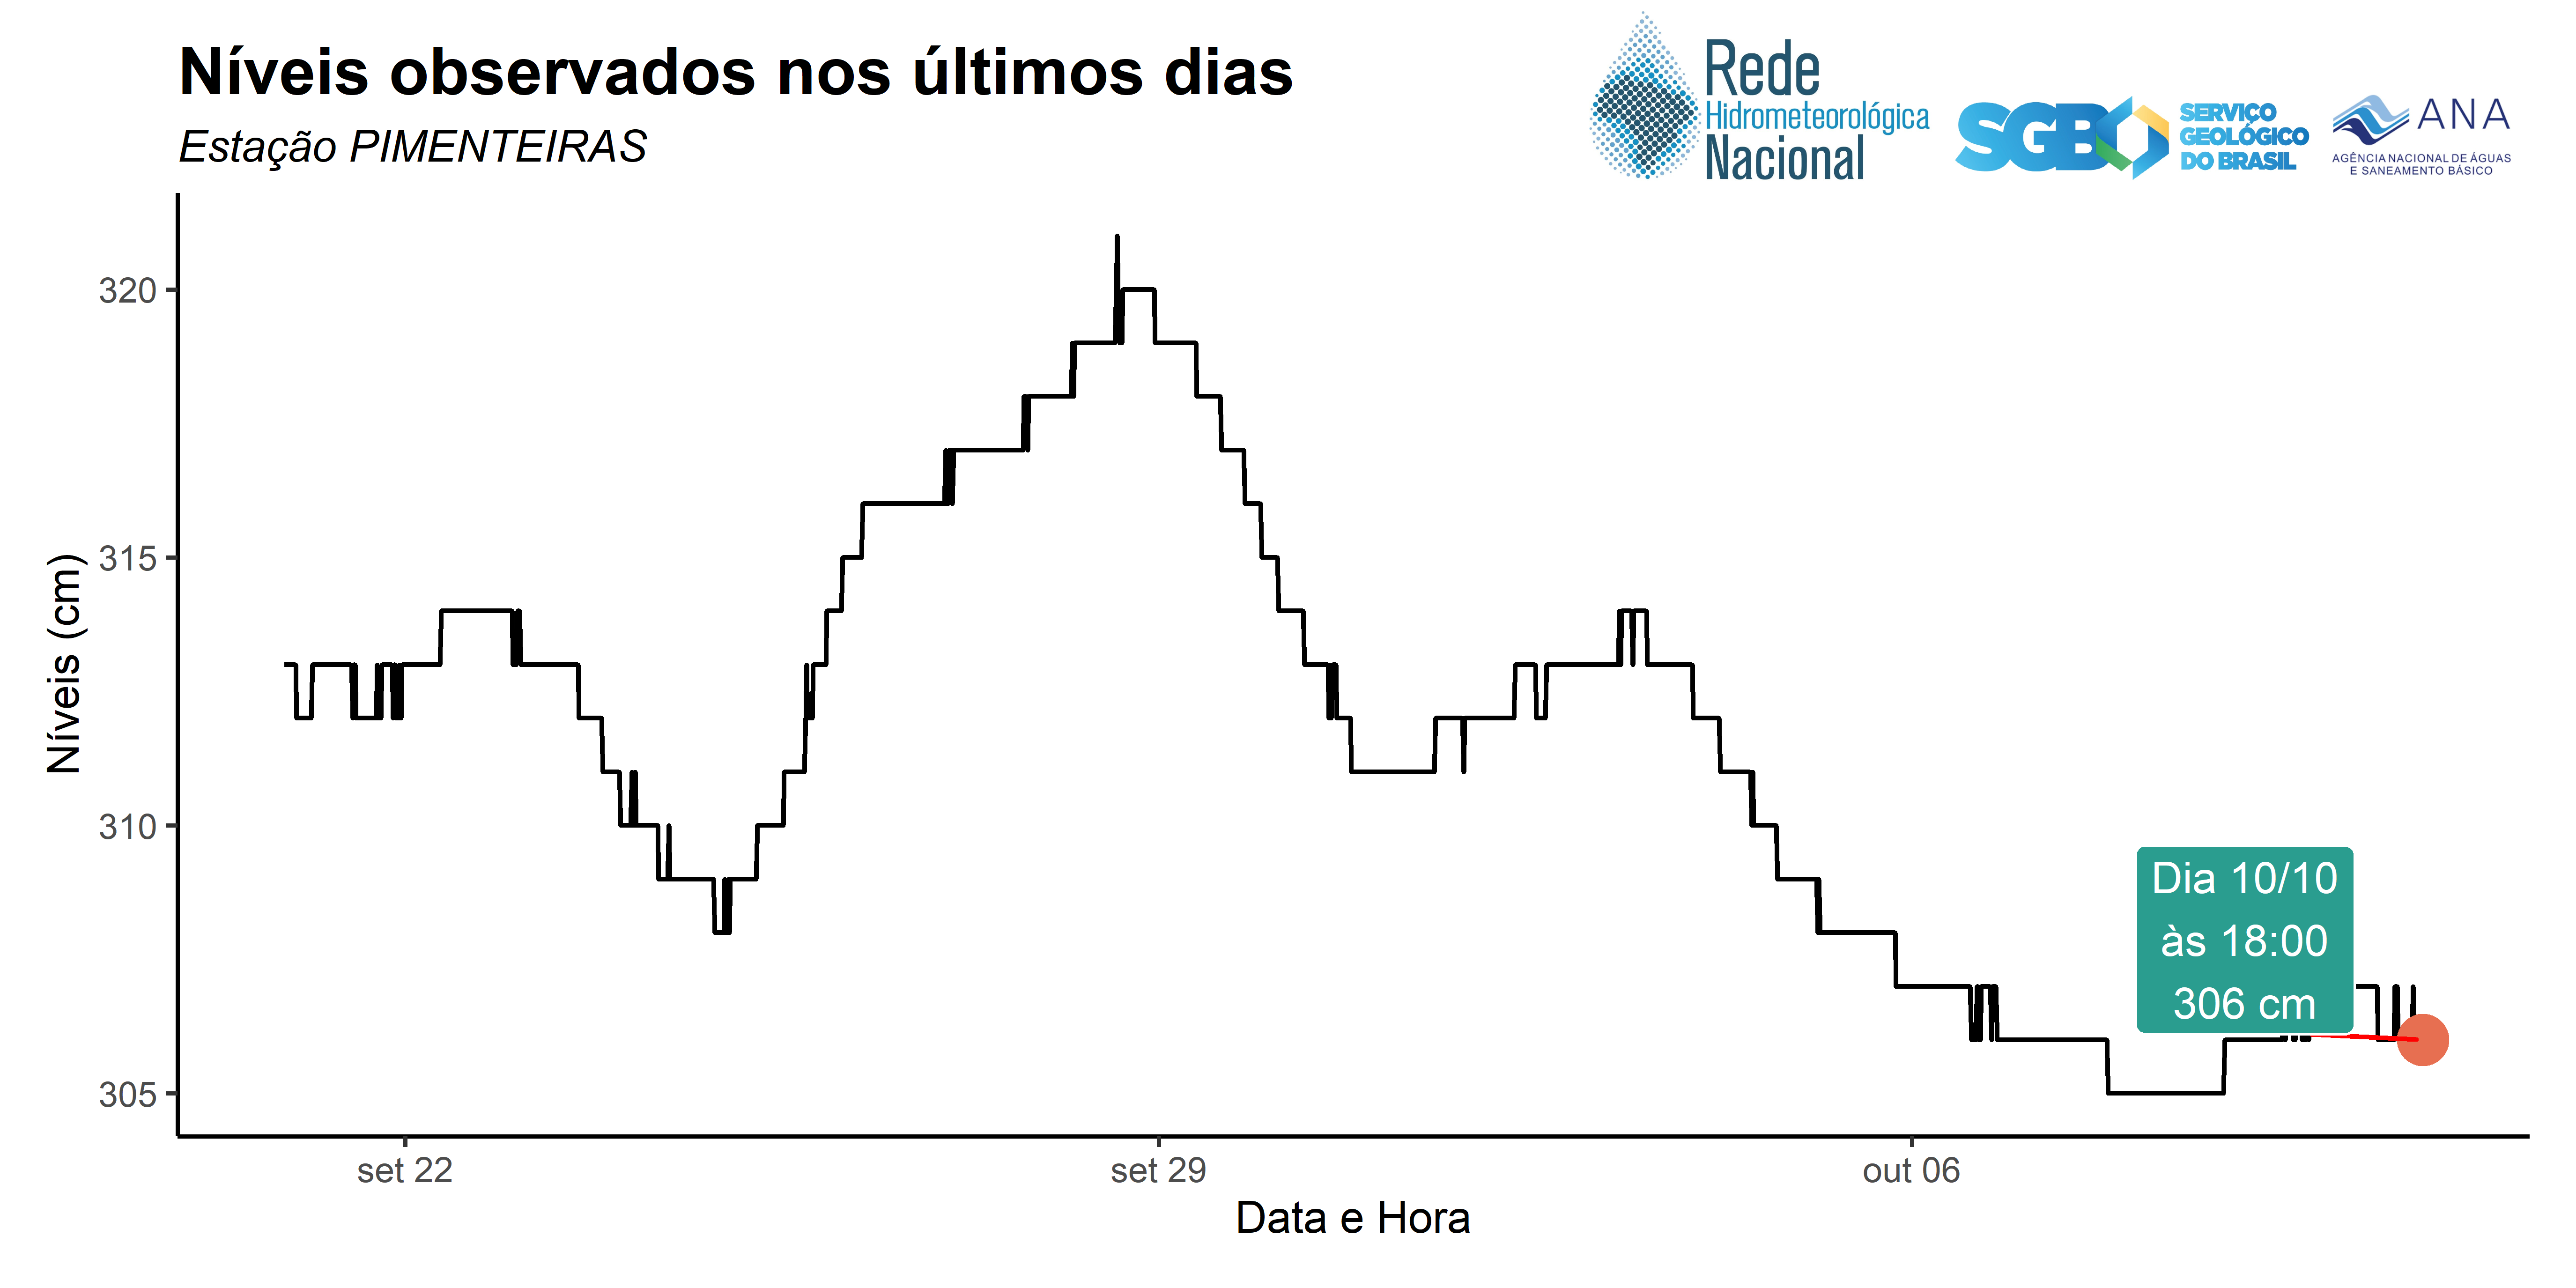 Níveis observados nos últimos dias
Estação PIMENTEIRAS
Rede
Hidrometeorológica
Nacional
SGB
SERVIÇO
GEOLÓGICO
DO BRASIL
ANA
AGÊNCIA NACIONAL DE ÁGUAS
E SANEAMENTO BÁSICO
Níveis (cm)
320
315
310
305
Dia 10/10
às 18:00
306 cm
set 22
set 29
out 06
Data e Hora